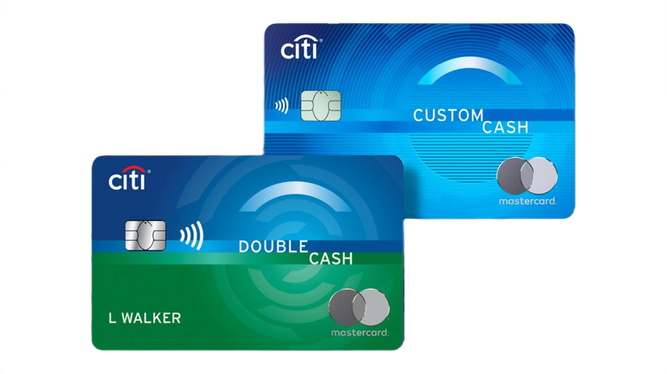 citi
CUSTOM
CASH
mastercard.
citi
DOUBLE
CASH
L WALKER
mastercard.